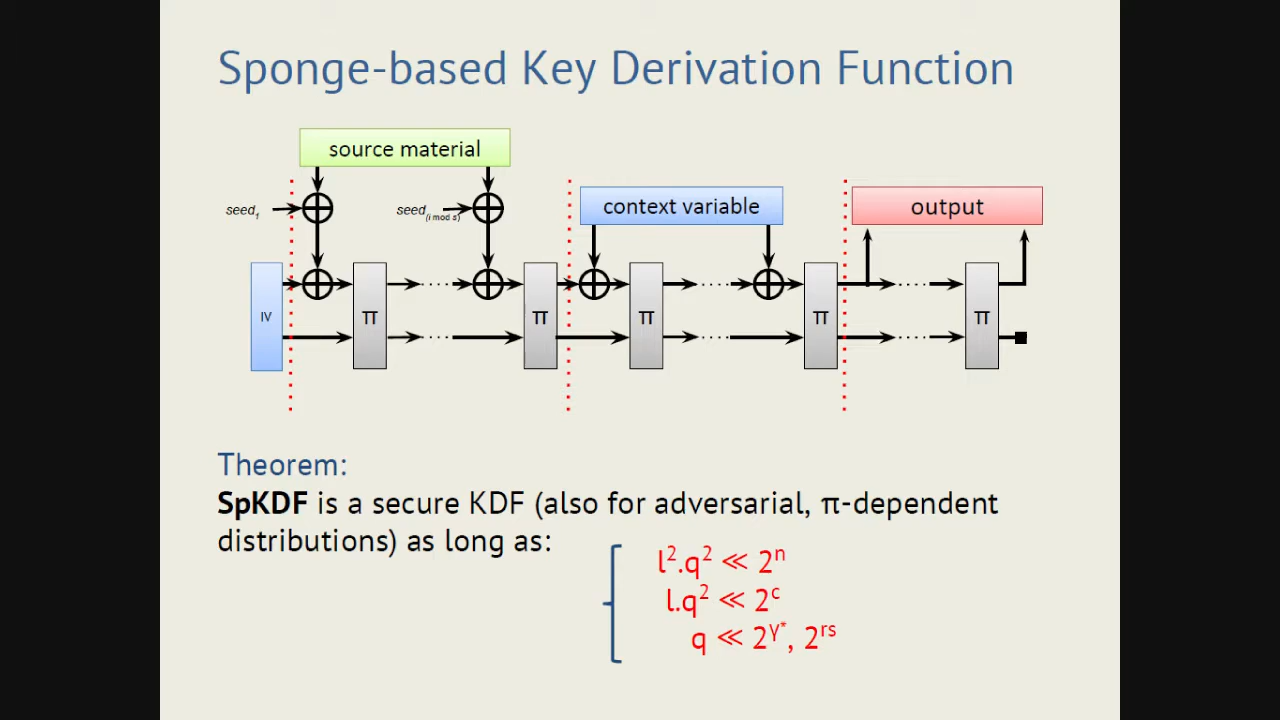 Sponge-based Key Derivation Function
source material
seed₁
seed₍ᵢ mod ₛ₎
context variable
output
IV
π
π
π
π
π
Theorem:
SpKDF is a secure KDF (also for adversarial, π-dependent
distributions) as long as:
l².q² ≪ 2ⁿ
l.q² ≪ 2ᶜ
q ≪ 2^γ*, 2^rs